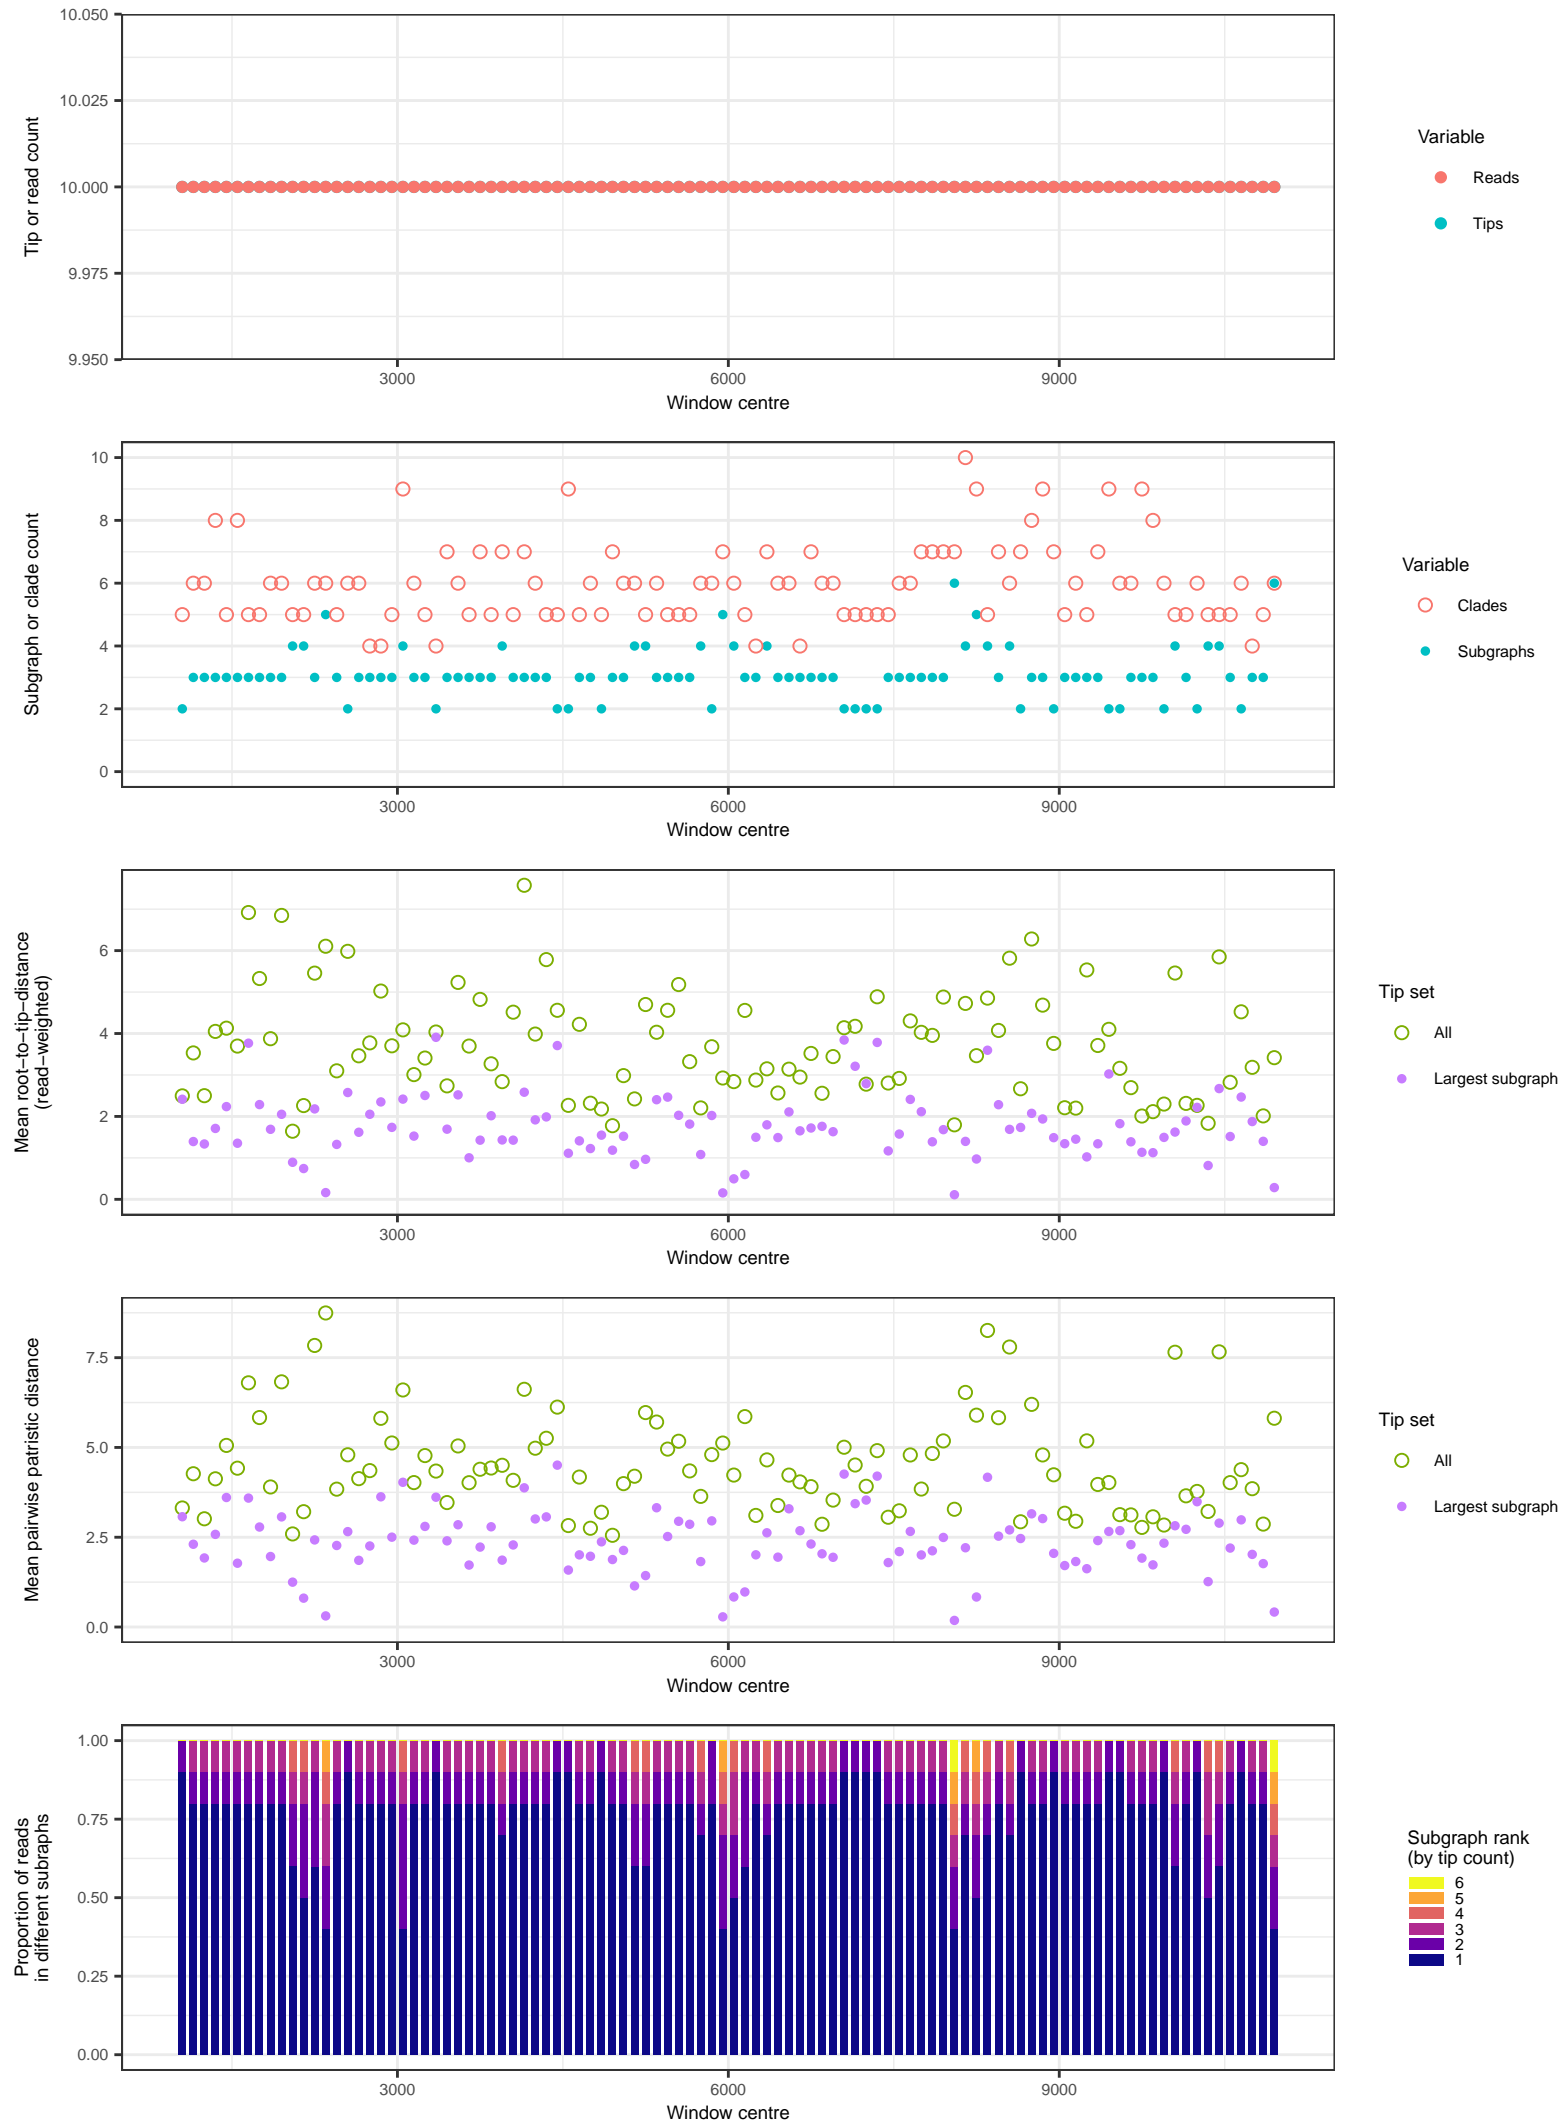 10.050
10.025
10.000
9.975
9.950
Tip or read count
3000
6000
9000
Window centre
Variable
Reads
Tips
10
8
6
4
2
0
Subgraph or clade count
3000
6000
9000
Window centre
Variable
Clades
Subgraphs
6
4
2
0
Mean root−to−tip−distance
(read−weighted)
3000
6000
9000
Window centre
Tip set
All
Largest subgraph
7.5
5.0
2.5
0.0
Mean pairwise patristic distance
3000
6000
9000
Window centre
Tip set
All
Largest subgraph
1.00
0.75
0.50
0.25
0.00
Proportion of reads
in different subraphs
3000
6000
9000
Window centre
Subgraph rank
(by tip count)
6
5
4
3
2
1